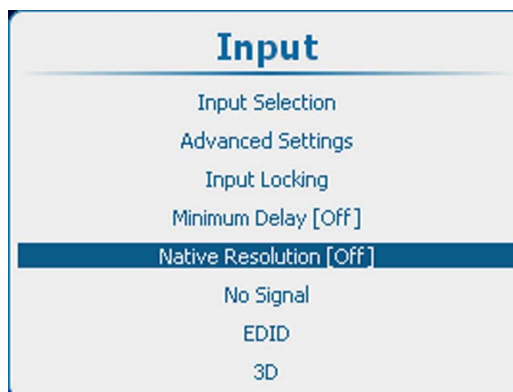 Input
Input Selection
Advanced Settings
Input Locking
Minimum Delay [Off]
Native Resolution [Off]
No Signal
EDID
3D